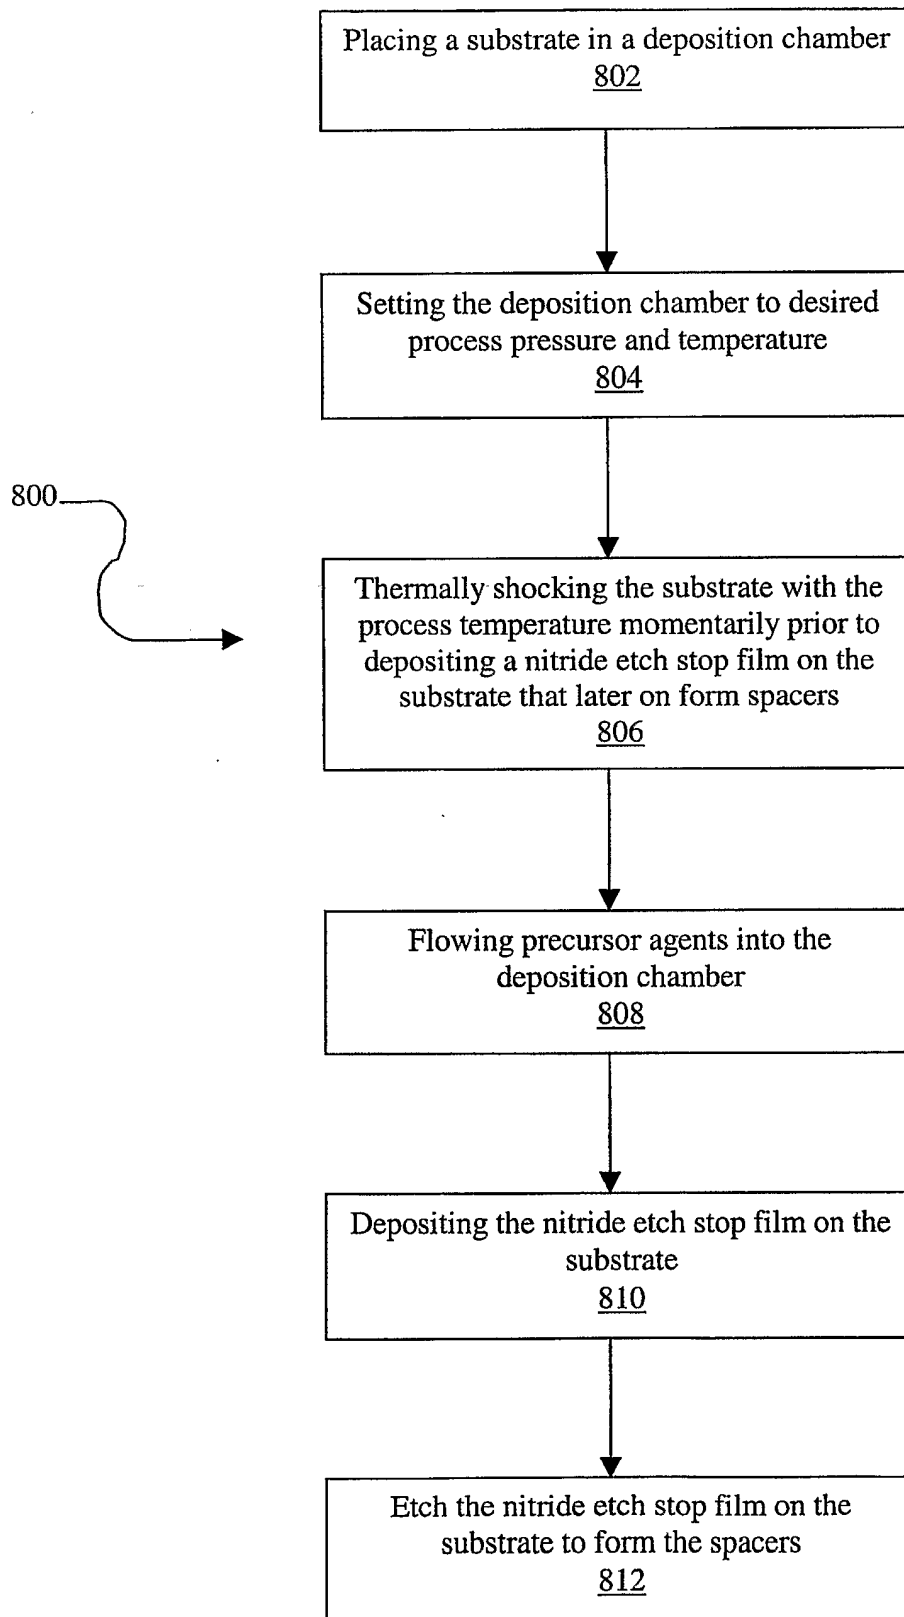 Placing a substrate in a deposition chamber
802
Setting the deposition chamber to desired
process pressure and temperature
804
800
Thermally shocking the substrate with the
process temperature momentarily prior to
depositing a nitride etch stop film on the
substrate that later on form spacers
806
Flowing precursor agents into the
deposition chamber
808
Depositing the nitride etch stop film on the
substrate
810
Etch the nitride etch stop film on the
substrate to form the spacers
812